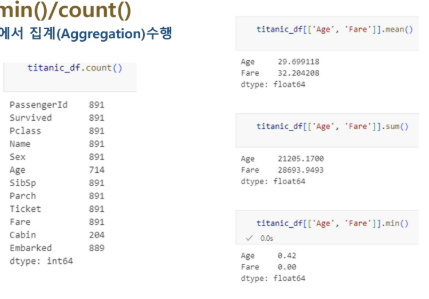 min()/count()
에서 집계(Aggregation)수행
titanic_df.count()
PassengerId 891
Survived 891
Pclass 891
Name 891
Sex 891
Age 714
SibSp 891
Parch 891
Ticket 891
Fare 891
Cabin 204
Embarked 889
dtype: int64
titanic_df[['Age', 'Fare']].mean()
Age 29.699118
Fare 32.204208
dtype: float64
titanic_df[['Age', 'Fare']].sum()
Age 21205.1700
Fare 28693.9493
dtype: float64
titanic_df[['Age', 'Fare']].min()
✓ 0.0s
Age 0.42
Fare 0.00
dtype: float64